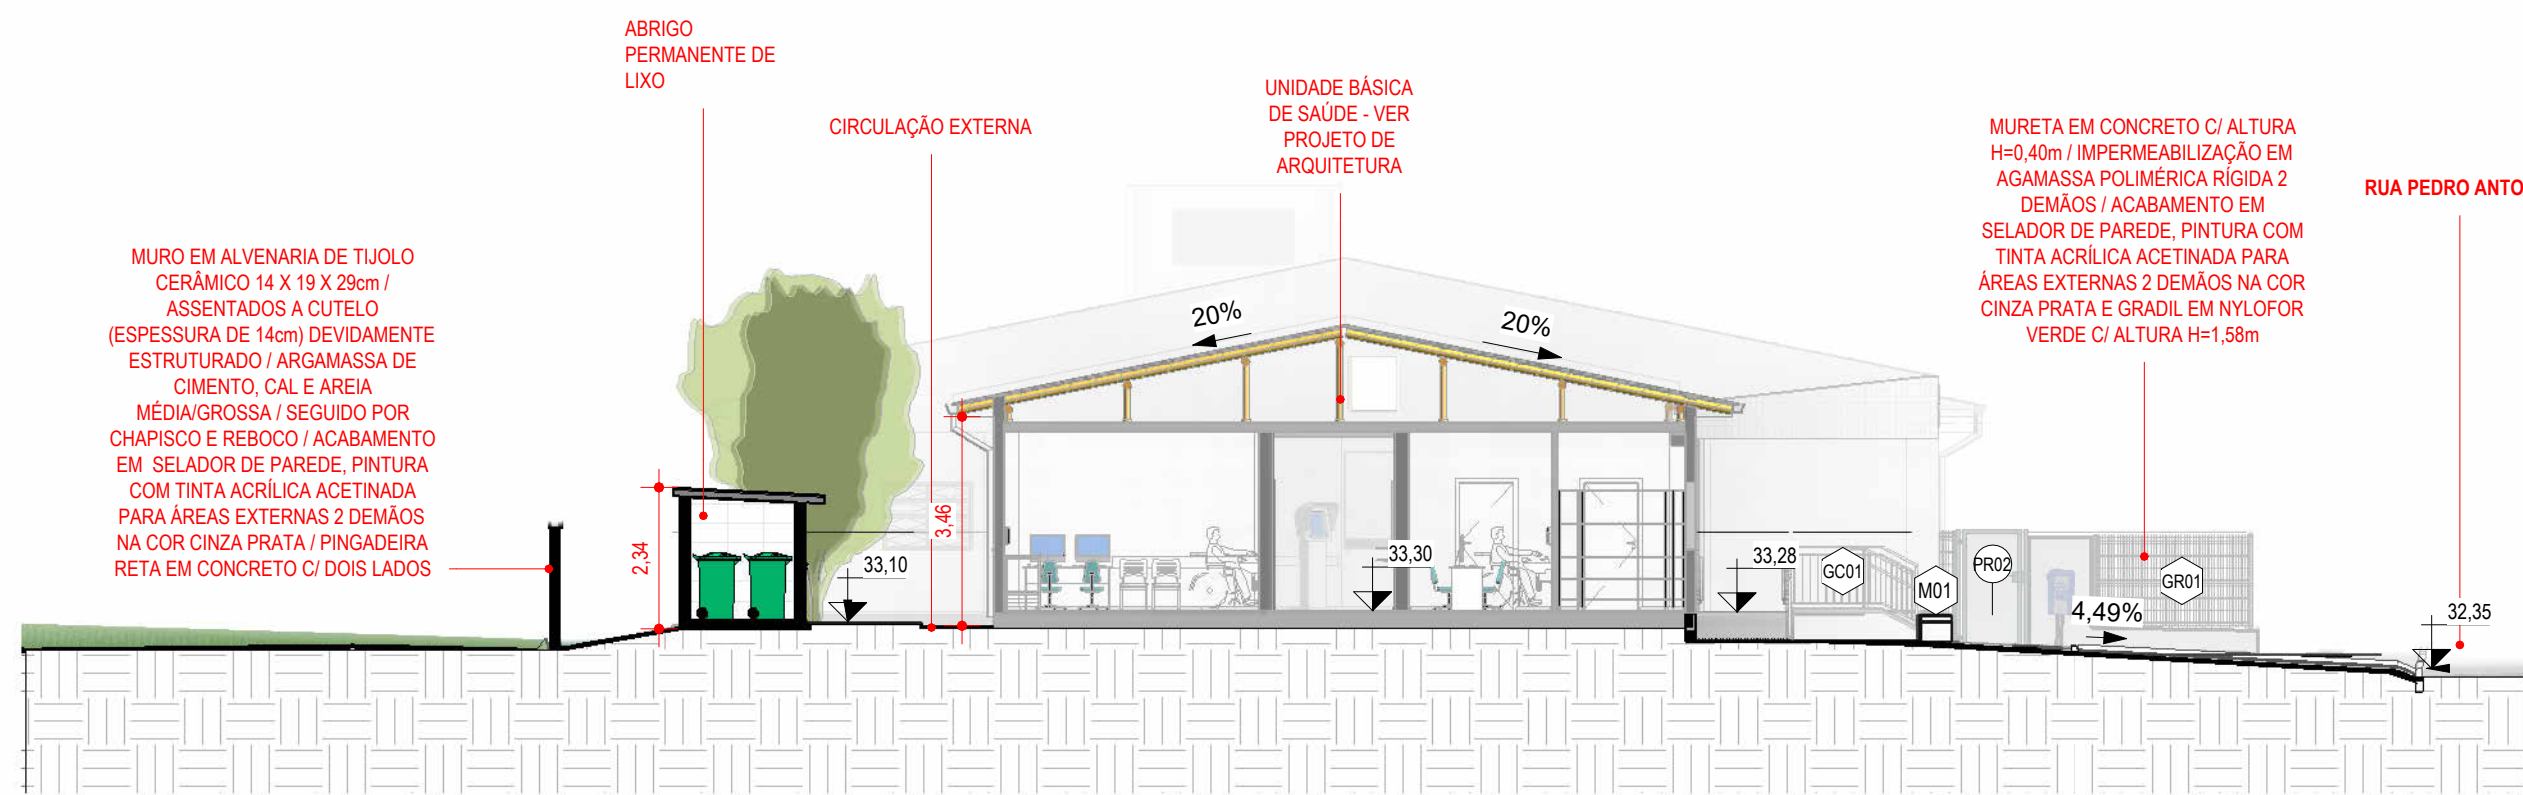 ABRIGO
PERMANENTE DE
LIXO
CIRCULAÇÃO EXTERNA
UNIDADE BÁSICA
DE SAÚDE - VER
PROJETO DE
ARQUITETURA
MURETA EM CONCRETO C/ ALTURA
H=0,40m / IMPERMEABILIZAÇÃO EM
AGAMASSA POLIMÉRICA RÍGIDA 2
DEMÃOS / ACABAMENTO EM
SELADOR DE PAREDE, PINTURA COM
TINTA ACRÍLICA ACETINADA PARA
ÁREAS EXTERNAS 2 DEMÃOS NA COR
CINZA PRATA E GRADIL EM NYLOFOR
VERDE C/ ALTURA H=1,58m
RUA PEDRO ANTO
MURO EM ALVENARIA DE TIJOLO
CERÂMICO 14 X 19 X 29cm /
ASSENTADOS A CUTELO
(ESPESSURA DE 14cm) DEVIDAMENTE
ESTRUTURADO / ARGAMASSA DE
CIMENTO, CAL E AREIA
MÉDIA/GROSSA / SEGUIDO POR
CHAPISCO E REBOCO / ACABAMENTO
EM  SELADOR DE PAREDE, PINTURA
COM TINTA ACRÍLICA ACETINADA
PARA ÁREAS EXTERNAS 2 DEMÃOS
NA COR CINZA PRATA / PINGADEIRA
RETA EM CONCRETO C/ DOIS LADOS
20%
20%
2,34
3,46
33,10
33,30
33,28
GC01
M01
PR02
GR01
4,49%
32,35